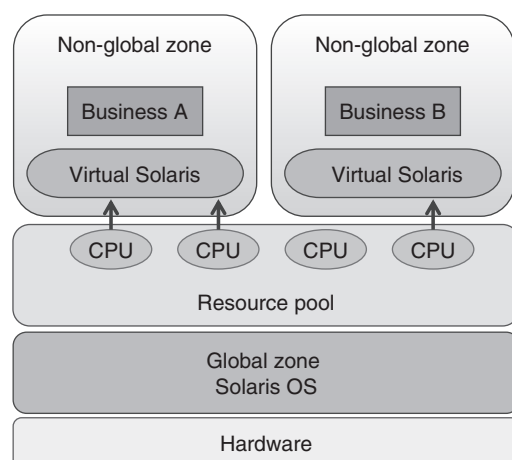 Non-global zone
Non-global zone
Business A
Business B
Virtual Solaris
Virtual Solaris
CPU
CPU
CPU
CPU
Resource pool
Global zone
Solaris OS
Hardware